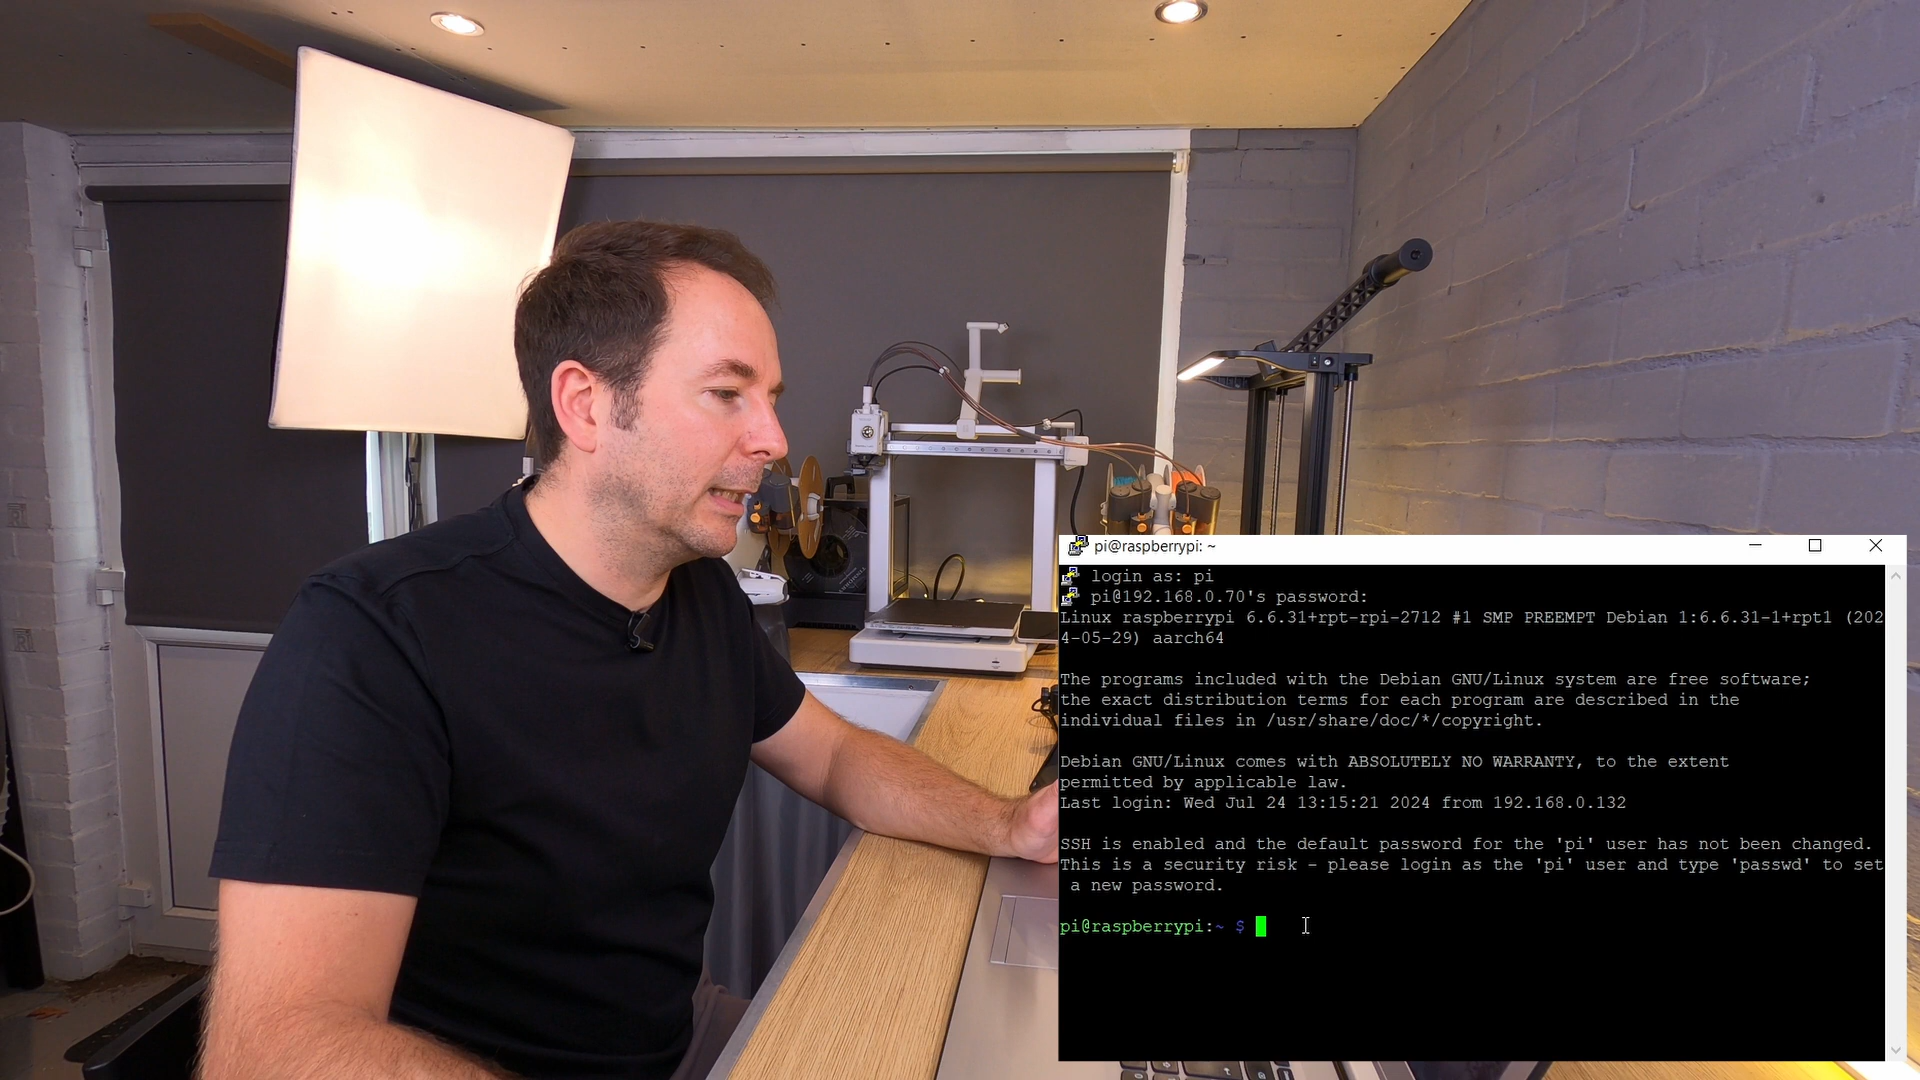 pi@raspberrypi: ~
login as: pi
pi@192.168.0.70's password:
Linux raspberrypi 6.6.31+rpt-rpi-2712 #1 SMP PREEMPT Debian 1:6.6.31-1+rpt1 (202
4-05-29) aarch64
The programs included with the Debian GNU/Linux system are free software;
the exact distribution terms for each program are described in the
individual files in /usr/share/doc/*/copyright.
Debian GNU/Linux comes with ABSOLUTELY NO WARRANTY, to the extent
permitted by applicable law.
Last login: Wed Jul 24 13:15:21 2024 from 192.168.0.132
SSH is enabled and the default password for the 'pi' user has not been changed.
This is a security risk - please login as the 'pi' user and type 'passwd' to set
a new password.
pi@raspberrypi:~ $